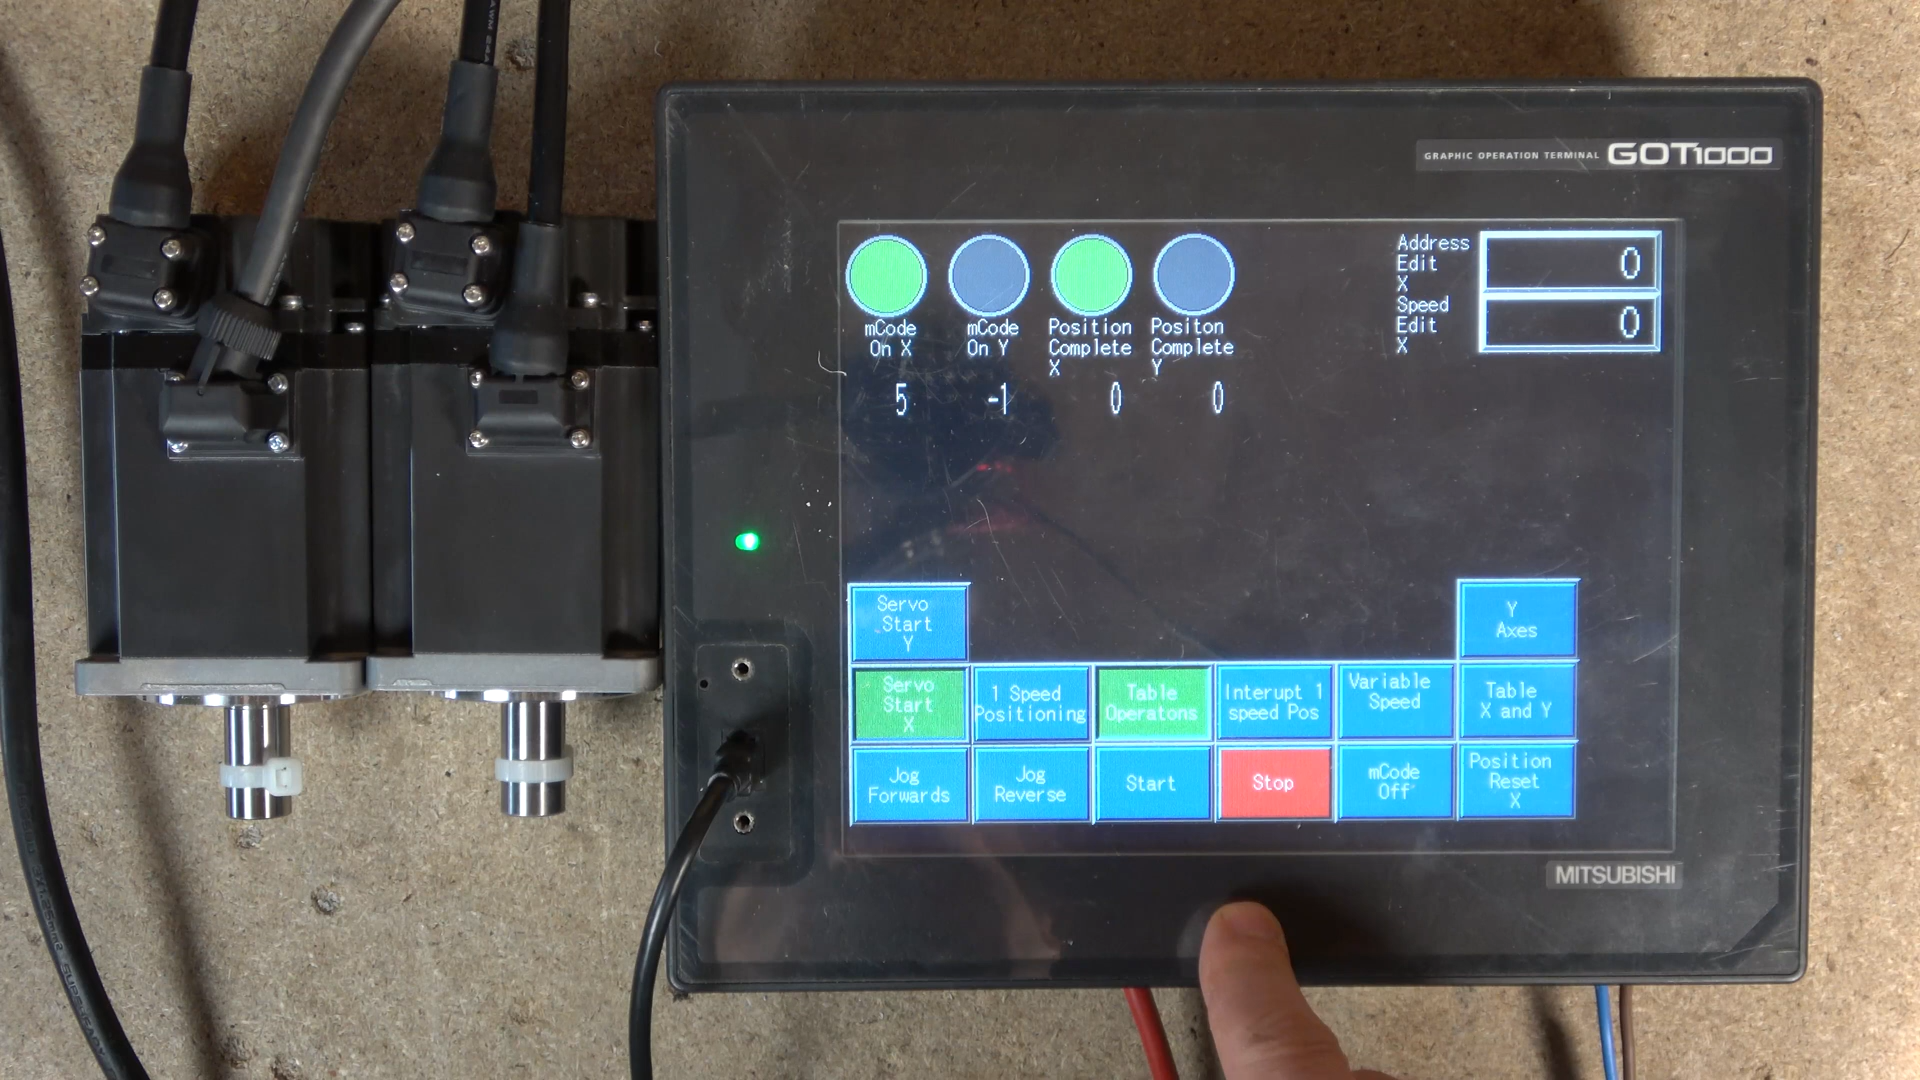 GRAPHIC OPERATION TERMINAL GOT1000
Address
Edit
X
0
Speed
Edit
X
0
mCode
On X
mCode
On Y
Position
Complete
X
Positon
Complete
Y
5
-1
0
0
Servo
Start
Y
Y
Axes
Servo
Start
X
1 Speed
Positioning
Table
Operatons
Interupt 1
speed Pos
Variable
Speed
Table
X and Y
Jog
Forwards
Jog
Reverse
Start
Stop
mCode
Off
Position
Reset
X
MITSUBISHI